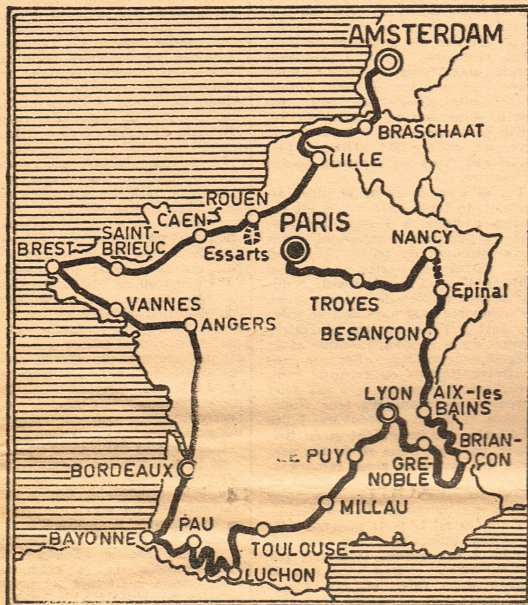 AMSTERDAM
BRASCHAAT
LILLE
ROUEN
CAEN
SAINT-
BRIEUC
BREST
Essarts
PARIS
NANCY
TROYES
Epinal
VANNES
ANGERS
BESANÇON
LYON
AIX-les
BAINS
BRIAN-
ÇON
GRE-
NOBLE
LE PUY
BORDEAUX
MILLAU
PAU
BAYONNE
TOULOUSE
LUCHON